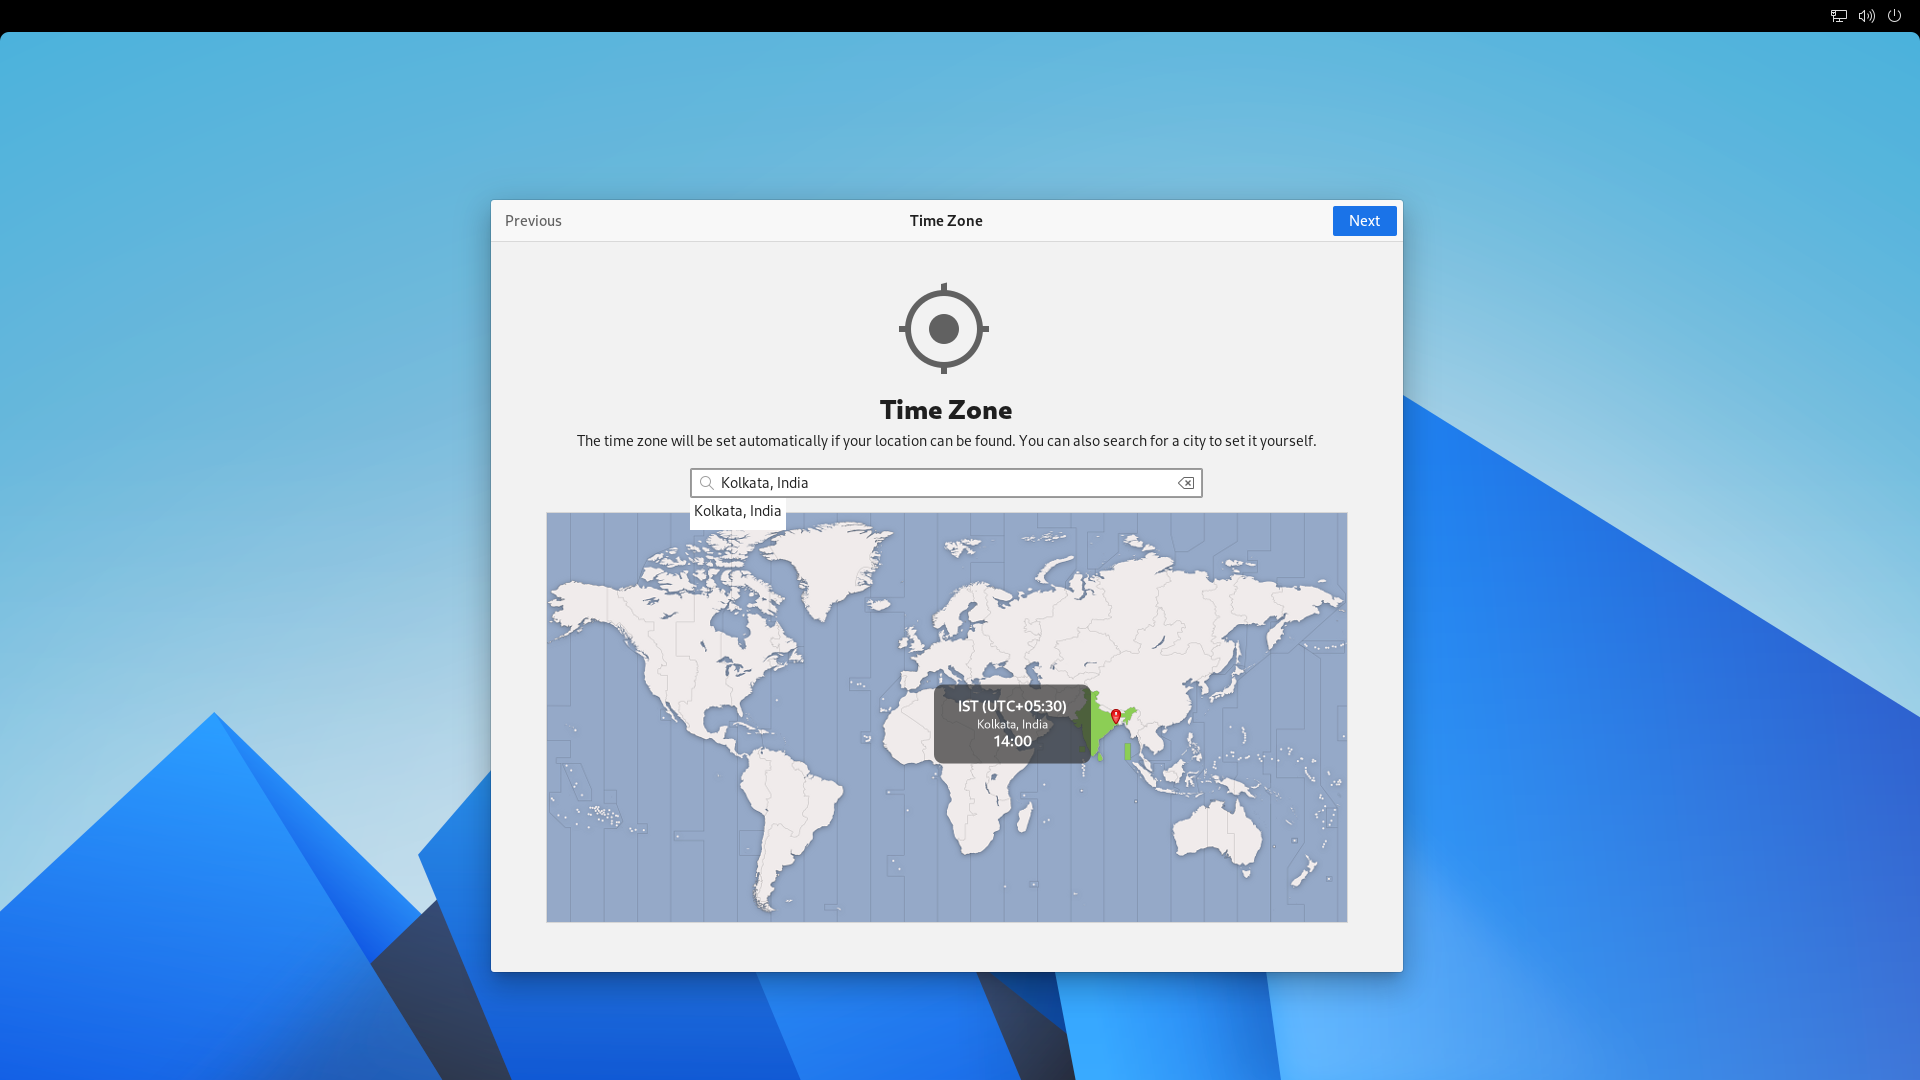 Previous
Time Zone
Next
Time Zone
The time zone will be set automatically if your location can be found. You can also search for a city to set it yourself.
Kolkata, India
Kolkata, India
IST (UTC+05:30)
Kolkata, India
14:00